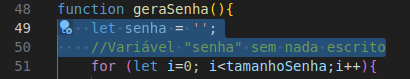 48 function geraSenha(){
49 let senha = '';
50 //Variável "senha" sem nada escrito
51 for (let i=0; i<tamanhoSenha;i++){